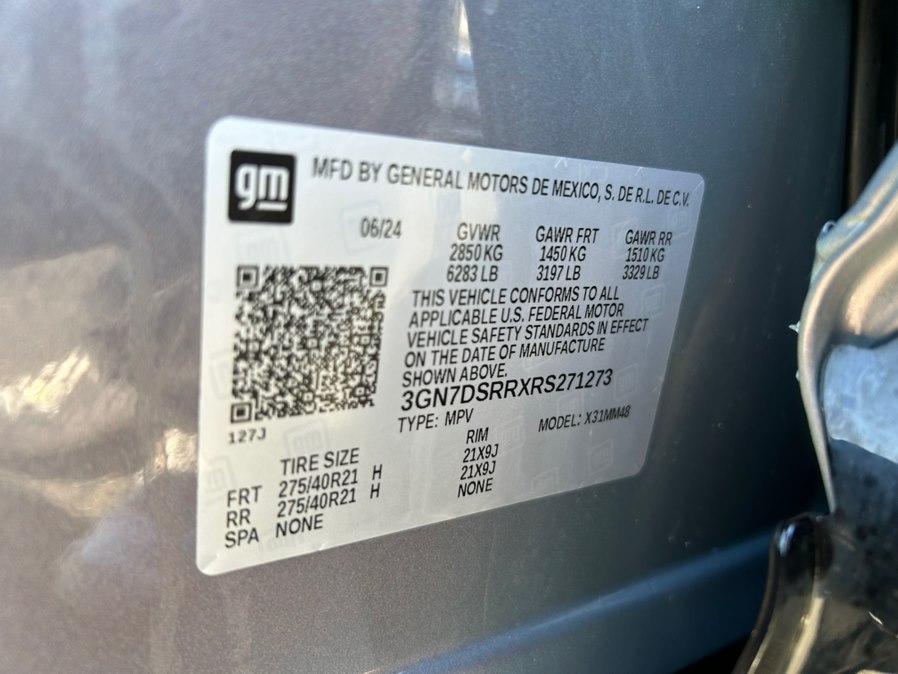 gm
MFD BY GENERAL MOTORS DE MEXICO, S. DE R.L. DE C.V.
06/24 GVWR GAWR FRT GAWR RR
2850 KG 1450 KG 1510 KG
6283 LB 3197 LB 3329 LB
THIS VEHICLE CONFORMS TO ALL
APPLICABLE U.S. FEDERAL MOTOR
VEHICLE SAFETY STANDARDS IN EFFECT
ON THE DATE OF MANUFACTURE
SHOWN ABOVE.
3GN7DSRRXRS271273
127J TYPE: MPV MODEL: X31MM48
TIRE SIZE RIM
FRT 275/40R21 H 21X9J
RR 275/40R21 H 21X9J
SPA NONE NONE